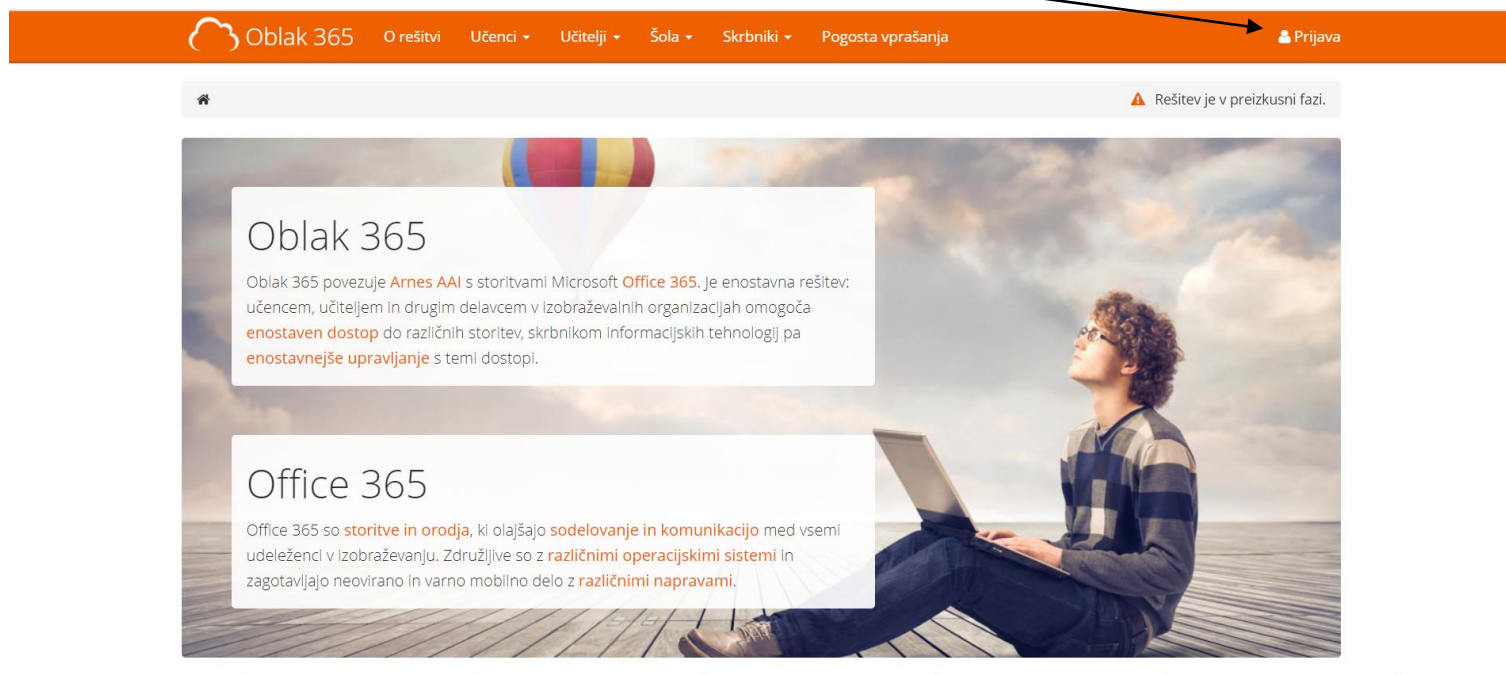 Oblak 365 O rešitvi Učenci Učitelji Šola Skrbniki Pogosta vprašanja Prijava
Rešitev je v preizkusni fazi.
Oblak 365
Oblak 365 povezuje Arnes AAI s storitvami Microsoft Office 365. Je enostavna rešitev:
učencem, učiteljem in drugim delavcem v izobraževalnih organizacijah omogoča
enostaven dostop do različnih storitev, skrbnikom informacijskih tehnologij pa
enostavnejše upravljanje s temi dostopi.
Office 365
Office 365 so storitve in orodja, ki olajšajo sodelovanje in komunikacijo med vsemi
udeleženci v izobraževanju. Združljive so z različnimi operacijskimi sistemi in
zagotavljajo neovirano in varno mobilno delo z različnimi napravami.